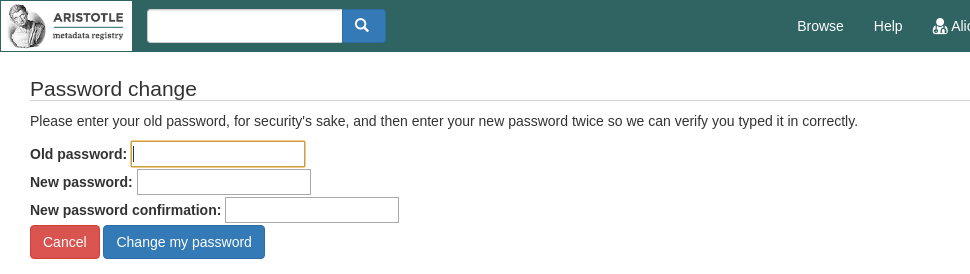 ARISTOTLE
metadata registry
Browse Help Alic
Password change
Please enter your old password, for security's sake, and then enter your new password twice so we can verify you typed it in correctly.
Old password:
New password:
New password confirmation:
Cancel Change my password